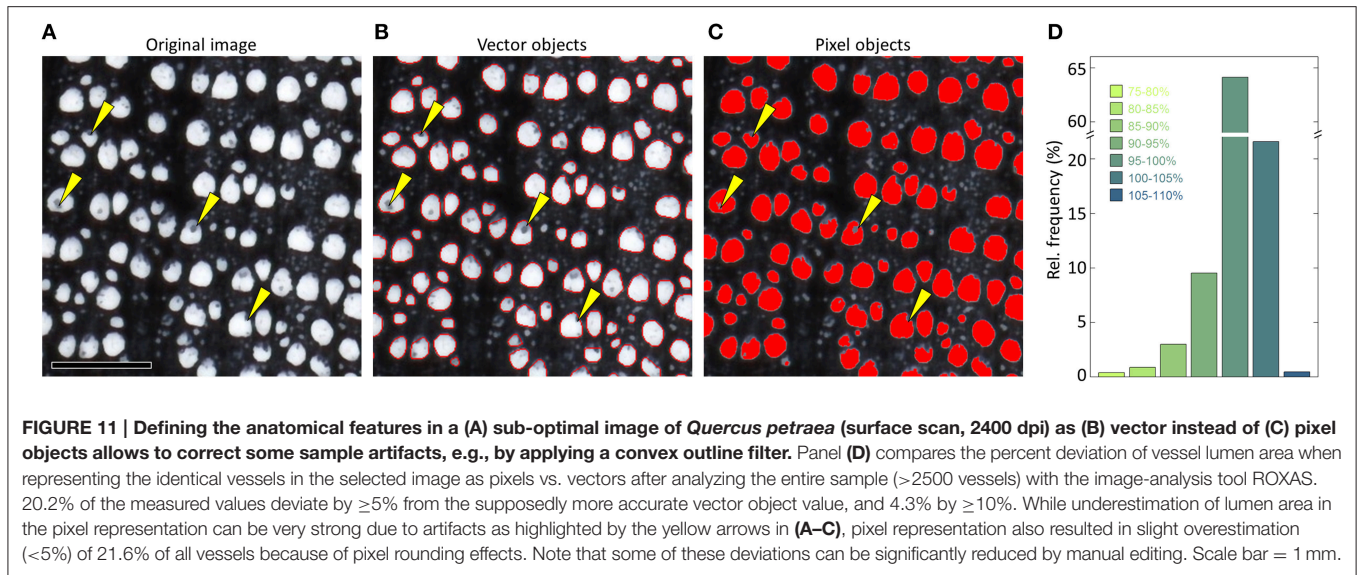 A
Original image
B
Vector objects
C
Pixel objects
D
65
60
20
15
10
5
0
Rel. frequency (%)
75-80%
80-85%
85-90%
90-95%
95-100%
100-105%
105-110%
FIGURE 11 | Defining the anatomical features in a (A) sub-optimal image of Quercus petraea (surface scan, 2400 dpi) as (B) vector instead of (C) pixel
objects allows to correct some sample artifacts, e.g., by applying a convex outline filter. Panel (D) compares the percent deviation of vessel lumen area when
representing the identical vessels in the selected image as pixels vs. vectors after analyzing the entire sample (>2500 vessels) with the image-analysis tool ROXAS.
20.2% of the measured values deviate by ≥5% from the supposedly more accurate vector object value, and 4.3% by ≥10%. While underestimation of lumen area in
the pixel representation can be very strong due to artifacts as highlighted by the yellow arrows in (A–C), pixel representation also resulted in slight overestimation
(<5%) of 21.6% of all vessels because of pixel rounding effects. Note that some of these deviations can be significantly reduced by manual editing. Scale bar = 1 mm.